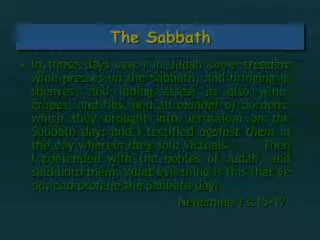 The Sabbath
• In those days saw I in Judah some treading
wine presses on the Sabbath, and bringing in
sheaves, and lading asses; as also wine,
grapes, and figs, and all manner of burdens,
which they brought into Jerusalem on the
Sabbath day: and I testified against them in
the day wherein they sold victuals. Then
I contended with the nobles of Judah, and
said unto them, What evil thing is this that ye
do, and profane the Sabbath day.
Nehemiah 13:15-17